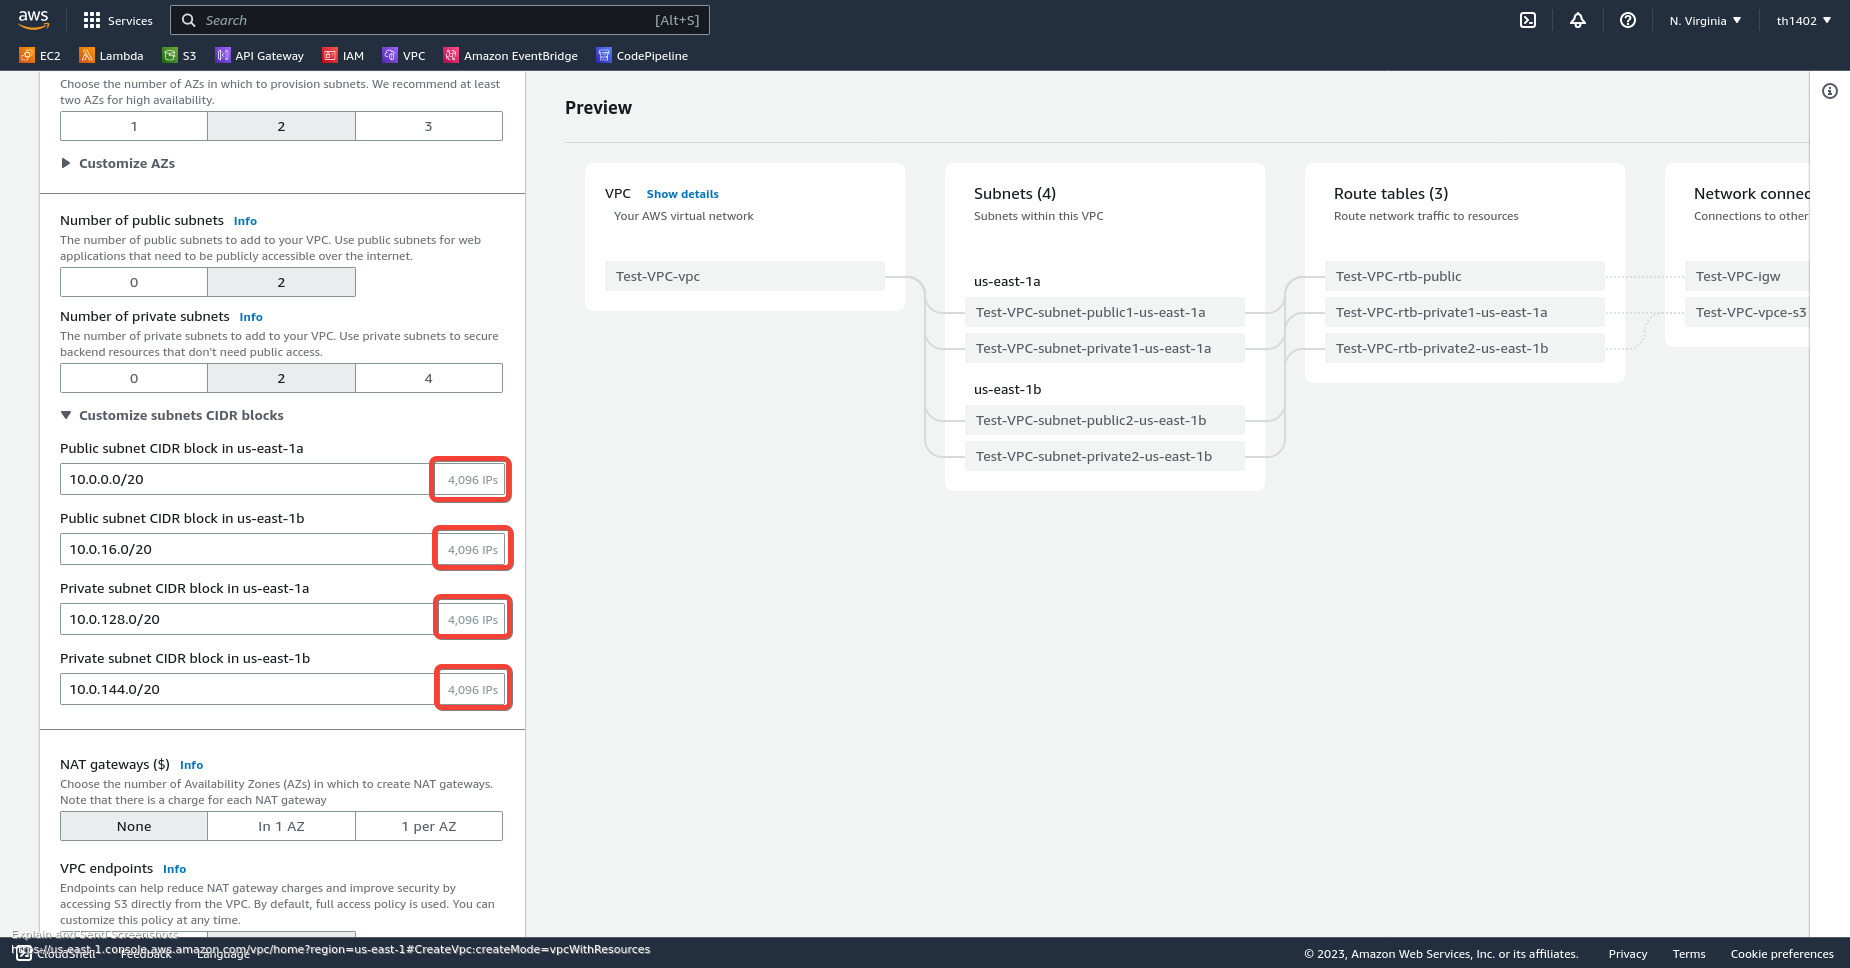 aws
Services
Search
[Alt+S]
N. Virginia
th1402
EC2
Lambda
S3
API Gateway
IAM
VPC
Amazon EventBridge
CodePipeline
Choose the number of AZs in which to provision subnets. We recommend at least
two AZs for high availability.
1
2
3
Customize AZs
Number of public subnets Info
The number of public subnets to add to your VPC. Use public subnets for web
applications that need to be publicly accessible over the internet.
0
2
Number of private subnets Info
The number of private subnets to add to your VPC. Use private subnets to secure
backend resources that don't need public access.
0
2
4
Customize subnets CIDR blocks
Public subnet CIDR block in us-east-1a
10.0.0.0/20
4,096 IPs
Public subnet CIDR block in us-east-1b
10.0.16.0/20
4,096 IPs
Private subnet CIDR block in us-east-1a
10.0.128.0/20
4,096 IPs
Private subnet CIDR block in us-east-1b
10.0.144.0/20
4,096 IPs
NAT gateways ($) Info
Choose the number of Availability Zones (AZs) in which to create NAT gateways.
Note that there is a charge for each NAT gateway
None
In 1 AZ
1 per AZ
VPC endpoints Info
Endpoints can help reduce NAT gateway charges and improve security by
accessing S3 directly from the VPC. By default, full access policy is used. You can
customize this policy at any time.
Preview
VPC Show details
Your AWS virtual network
Test-VPC-vpc
Subnets (4)
Subnets within this VPC
us-east-1a
Test-VPC-subnet-public1-us-east-1a
Test-VPC-subnet-private1-us-east-1a
us-east-1b
Test-VPC-subnet-public2-us-east-1b
Test-VPC-subnet-private2-us-east-1b
Route tables (3)
Route network traffic to resources
Test-VPC-rtb-public
Test-VPC-rtb-private1-us-east-1a
Test-VPC-rtb-private2-us-east-1b
Network connec
Connections to other
Test-VPC-igw
Test-VPC-vpce-s3
Explain and Send Screenshots
https://us-east-1.console.aws.amazon.com/vpc/home?region=us-east-1#CreateVpc:createMode=vpcWithResources
CloudShell
Feedback
Language
© 2023, Amazon Web Services, Inc. or its affiliates.
Privacy
Terms
Cookie preferences